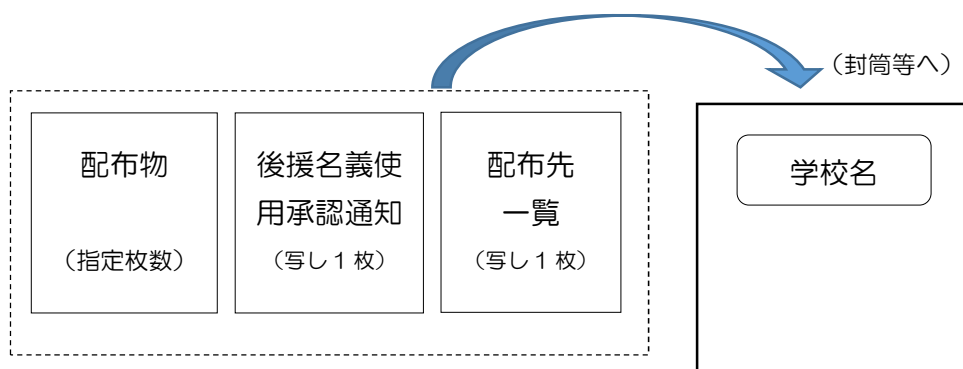 （封筒等へ）
配布物
（指定枚数）
後援名義使
用承認通知
（写し１枚）
配布先
一覧
（写し１枚）
学校名